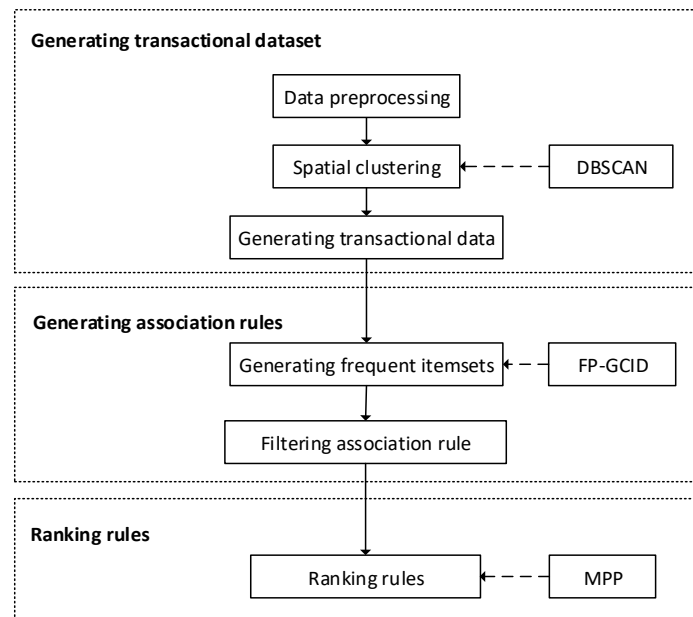 Generating transactional dataset
Data preprocessing
Spatial clustering
DBSCAN
Generating transactional data
Generating association rules
Generating frequent itemsets
FP-GCID
Filtering association rule
Ranking rules
Ranking rules
MPP